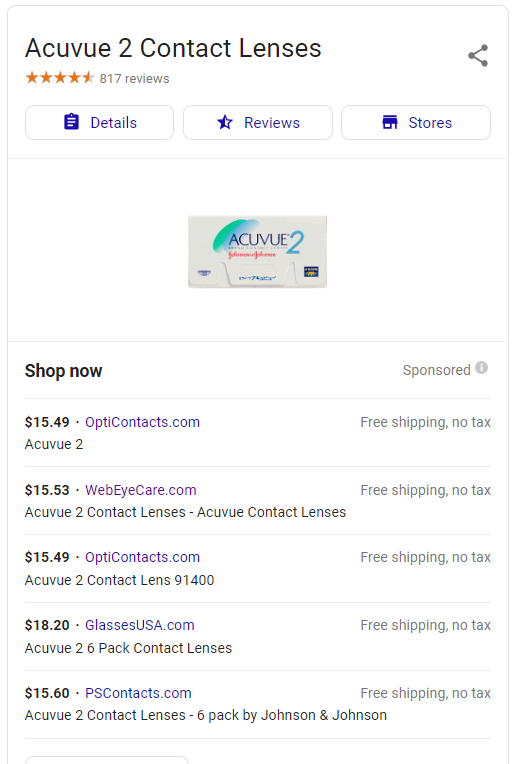 Acuvue 2 Contact Lenses
817 reviews
Details
Reviews
Stores
ACUVUE 2
Johnson & Johnson
Shop now
Sponsored
$15.49 · OptiContacts.com Free shipping, no tax
Acuvue 2
$15.53 · WebEyeCare.com Free shipping, no tax
Acuvue 2 Contact Lenses - Acuvue Contact Lenses
$15.49 · OptiContacts.com Free shipping, no tax
Acuvue 2 Contact Lens 91400
$18.20 · GlassesUSA.com Free shipping, no tax
Acuvue 2 6 Pack Contact Lenses
$15.60 · PSContacts.com Free shipping, no tax
Acuvue 2 Contact Lenses - 6 pack by Johnson & Johnson